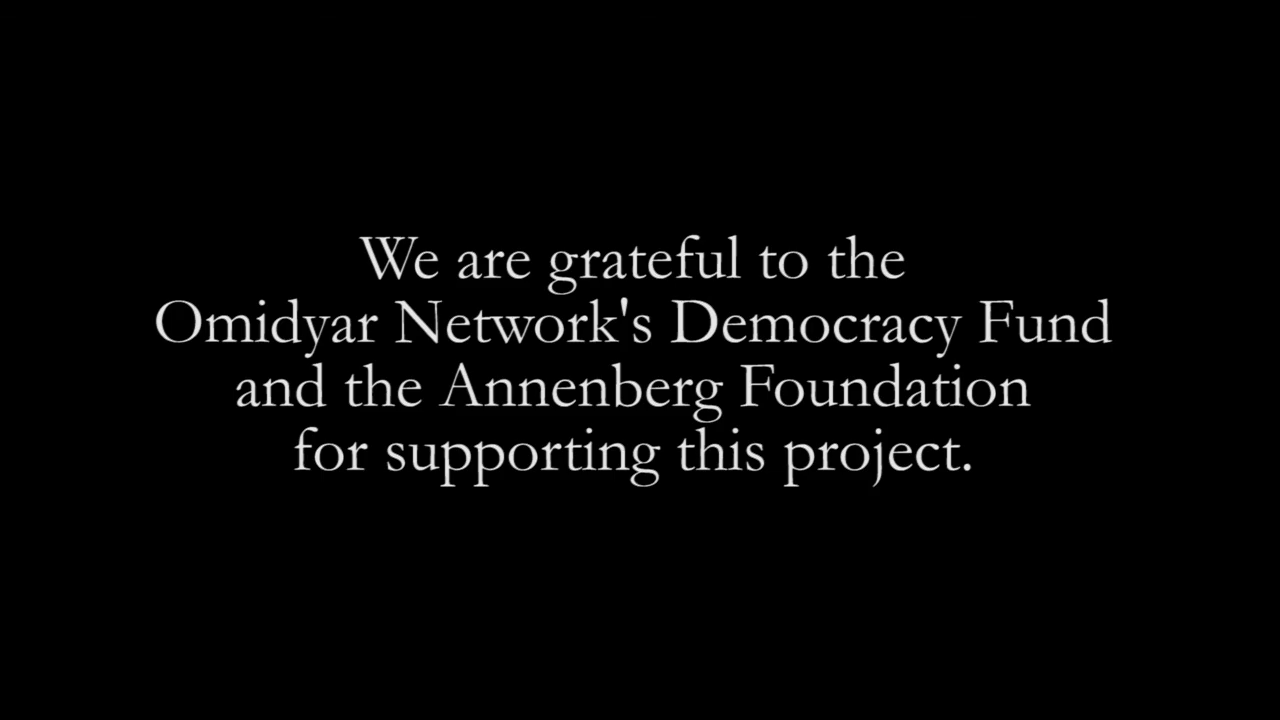 We are grateful to the
Omidyar Network's Democracy Fund
and the Annenberg Foundation
for supporting this project.